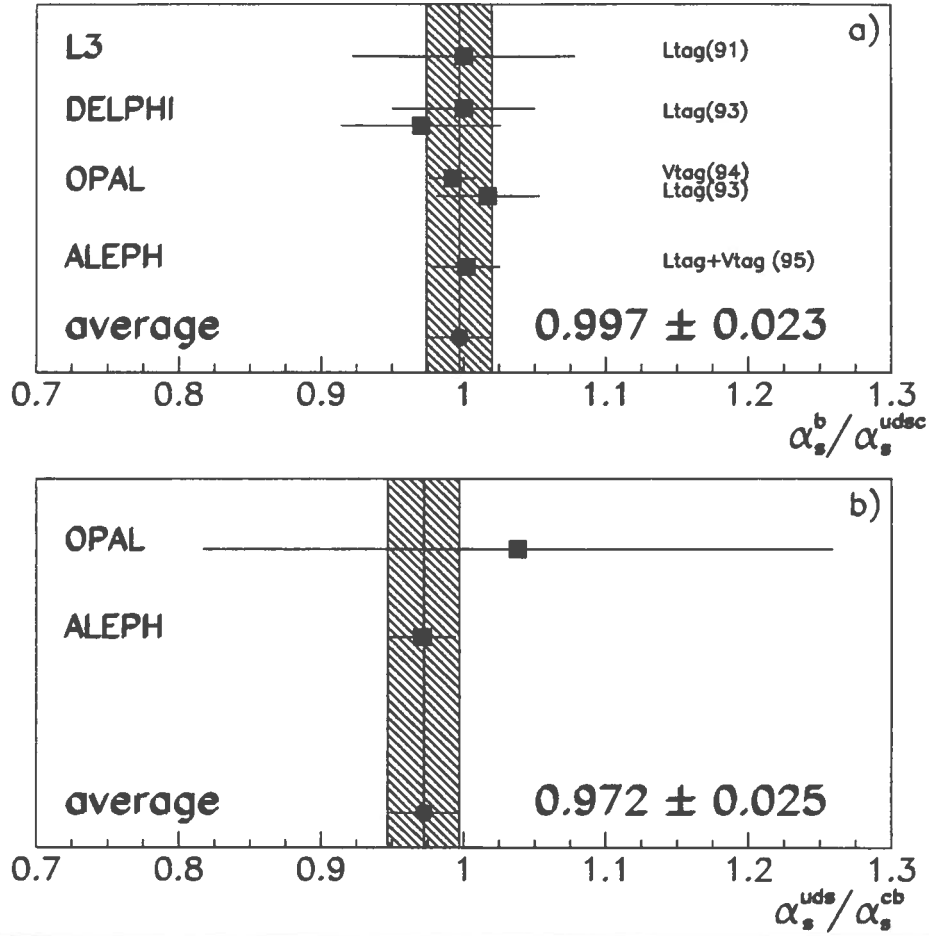 a)
L3 Ltag(91)
DELPHI Ltag(93)
OPAL Vtag(94)
Ltag(93)
ALEPH Ltag+Vtag (95)
average 0.997 ± 0.023
0.7 0.8 0.9 1 1.1 1.2 1.3
α_s^b/α_s^udsc
b)
OPAL
ALEPH
average 0.972 ± 0.025
0.7 0.8 0.9 1 1.1 1.2 1.3
α_s^uds/α_s^cb